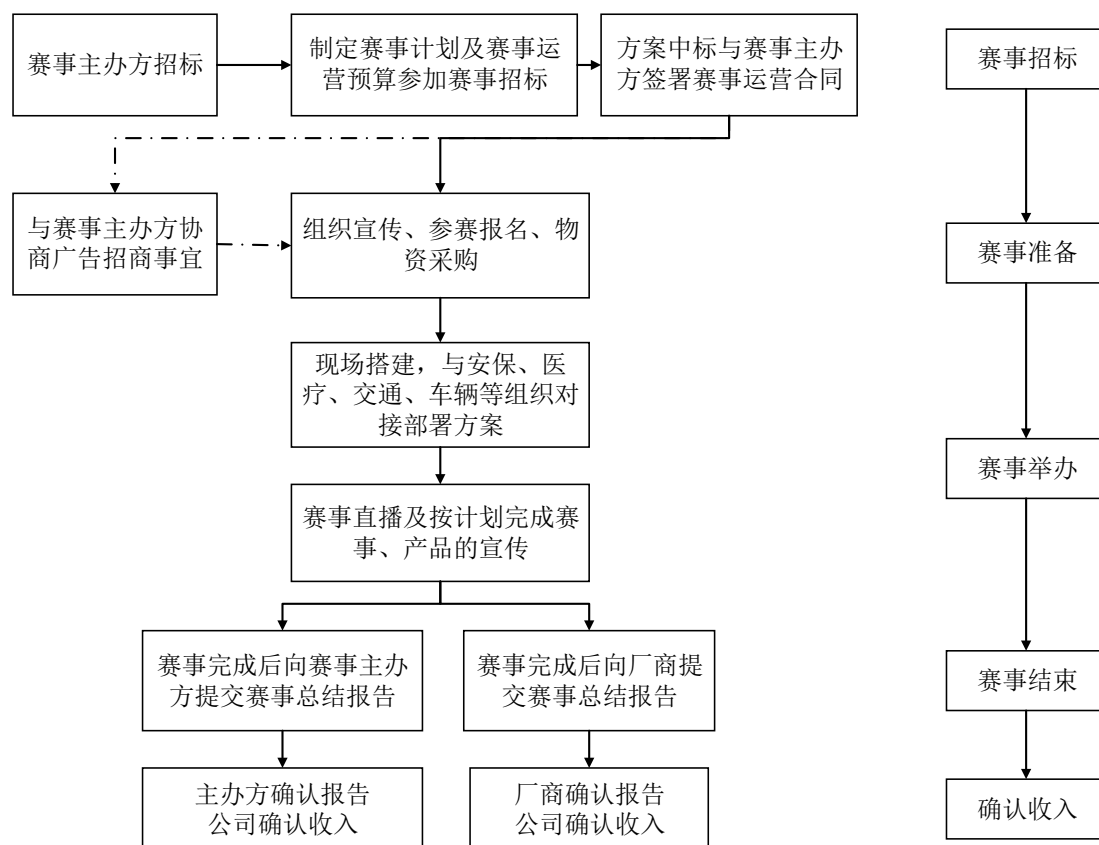 赛事主办方招标
制定赛事计划及赛事运
营预算参加赛事招标
方案中标与赛事主办
方签署赛事运营合同
赛事招标
与赛事主办方协
商广告招商事宜
组织宣传、参赛报名、物
资采购
赛事准备
现场搭建，与安保、医
疗、交通、车辆等组织对
接部署方案
赛事举办
赛事直播及按计划完成赛
事、产品的宣传
赛事完成后向赛事主办
方提交赛事总结报告
赛事完成后向厂商提
交赛事总结报告
赛事结束
主办方确认报告
公司确认收入
厂商确认报告
公司确认收入
确认收入